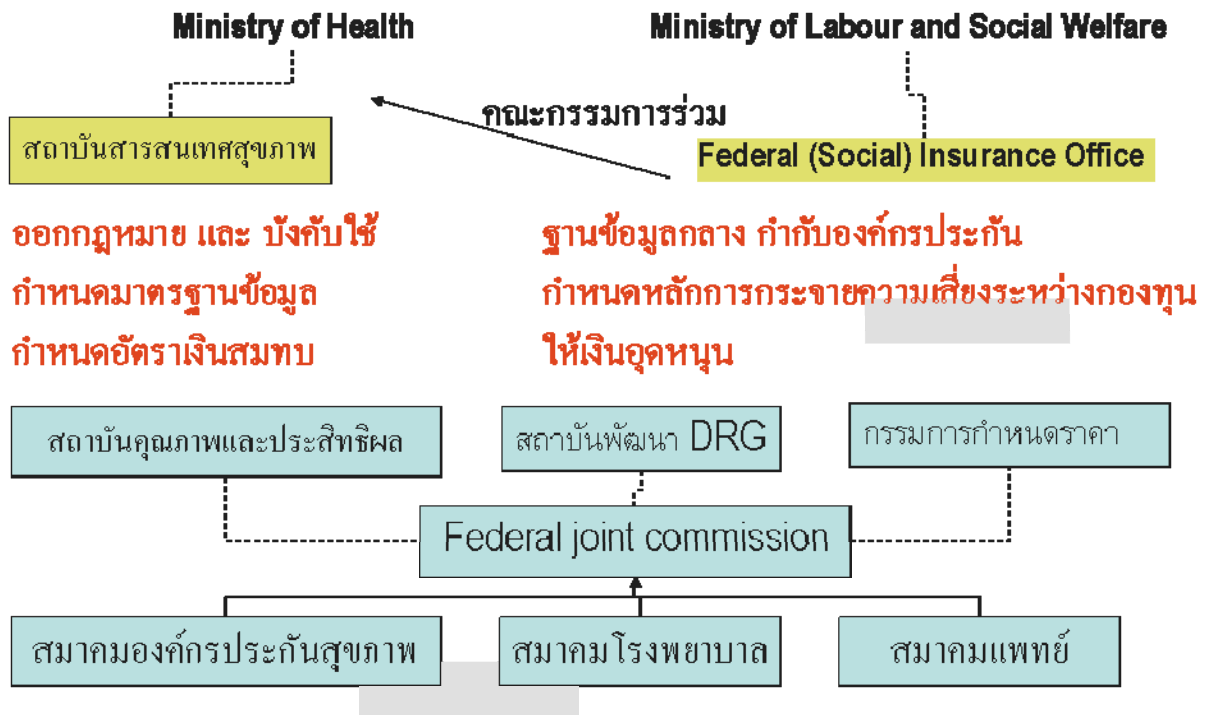 Ministry of Health
Ministry of Labour and Social Welfare
คณะกรรมการร่วม
สถาบันสารสนเทศสุขภาพ
Federal (Social) Insurance Office
ออกกฎหมาย และ บังคับใช้
กำหนดมาตรฐานข้อมูล
กำหนดอัตราเงินสมทบ
ฐานข้อมูลกลาง กำกับองค์กรประกัน
กำหนดหลักการกระจายความเสี่ยงระหว่างกองทุน
ให้เงินอุดหนุน
สถาบันคุณภาพและประสิทธิผล
สถาบันพัฒนา DRG
กรรมการกำหนดราคา
Federal joint commission
สมาคมองค์กรประกันสุขภาพ
สมาคมโรงพยาบาล
สมาคมแพทย์